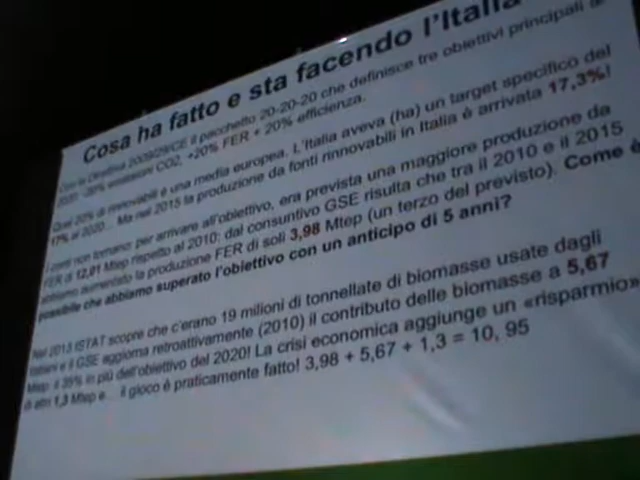 Cosa ha fatto e sta facendo l'Italia
Con la Direttiva 2009/28/CE il pacchetto 20-20-20 che definisce tre obiettivi principali al
2020: -20% emissioni CO2, +20% FER + 20% efficienza.
Quel 20% di rinnovabili è una media europea. L'Italia aveva (ha) un target specifico del
17% al 2020... Ma nel 2015 la produzione da fonti rinnovabili in Italia è arrivata 17,3%!
I conti non tornano: per arrivare all'obiettivo, era prevista una maggiore produzione da
FER di 12,01 Mtep rispetto al 2010: dal consuntivo GSE risulta che tra il 2010 e il 2015
abbiamo aumentato la produzione FER di soli 3,98 Mtep (un terzo del previsto). Come è
possibile che abbiamo superato l'obiettivo con un anticipo di 5 anni?
Nel 2013 ISTAT scopre che c'erano 19 milioni di tonnellate di biomasse usate dagli
italiani e il GSE aggiorna retroattivamente (2010) il contributo delle biomasse a 5,67
Mtep: il 35% in più dell'obiettivo del 2020! La crisi economica aggiunge un «risparmio»
di altri 1,3 Mtep e... il gioco è praticamente fatto! 3,98 + 5,67 + 1,3 = 10, 95